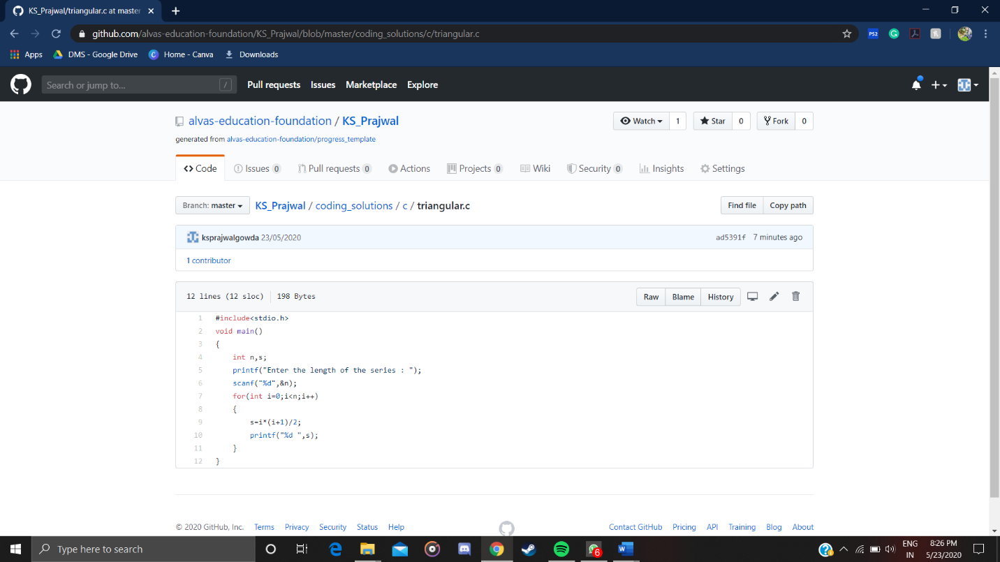 KS_Prajwal/triangular.c at master
github.com/alvas-education-foundation/KS_Prajwal/blob/master/coding_solutions/c/triangular.c
PS2
Apps DMS - Google Drive Home - Canva Downloads
Search or jump to... / Pull requests Issues Marketplace Explore
alvas-education-foundation / KS_Prajwal Watch 1 Star 0 Fork 0
generated from alvas-education-foundation/progress_template
Code Issues 0 Pull requests 0 Actions Projects 0 Wiki Security 0 Insights Settings
Branch: master KS_Prajwal / coding_solutions / c / triangular.c Find file Copy path
ksprajwalgowda 23/05/2020 ad5391f 7 minutes ago
1 contributor
12 lines (12 sloc) 198 Bytes Raw Blame History
1 #include<stdio.h>
2 void main()
3 {
4     int n,s;
5     printf("Enter the length of the series : ");
6     scanf("%d",&n);
7     for(int i=0;i<n;i++)
8     {
9         s=i*(i+1)/2;
10         printf("%d ",s);
11     }
12 }
© 2020 GitHub, Inc. Terms Privacy Security Status Help Contact GitHub Pricing API Training Blog About
Type here to search 6 ENG 8:26 PM
IN 5/23/2020